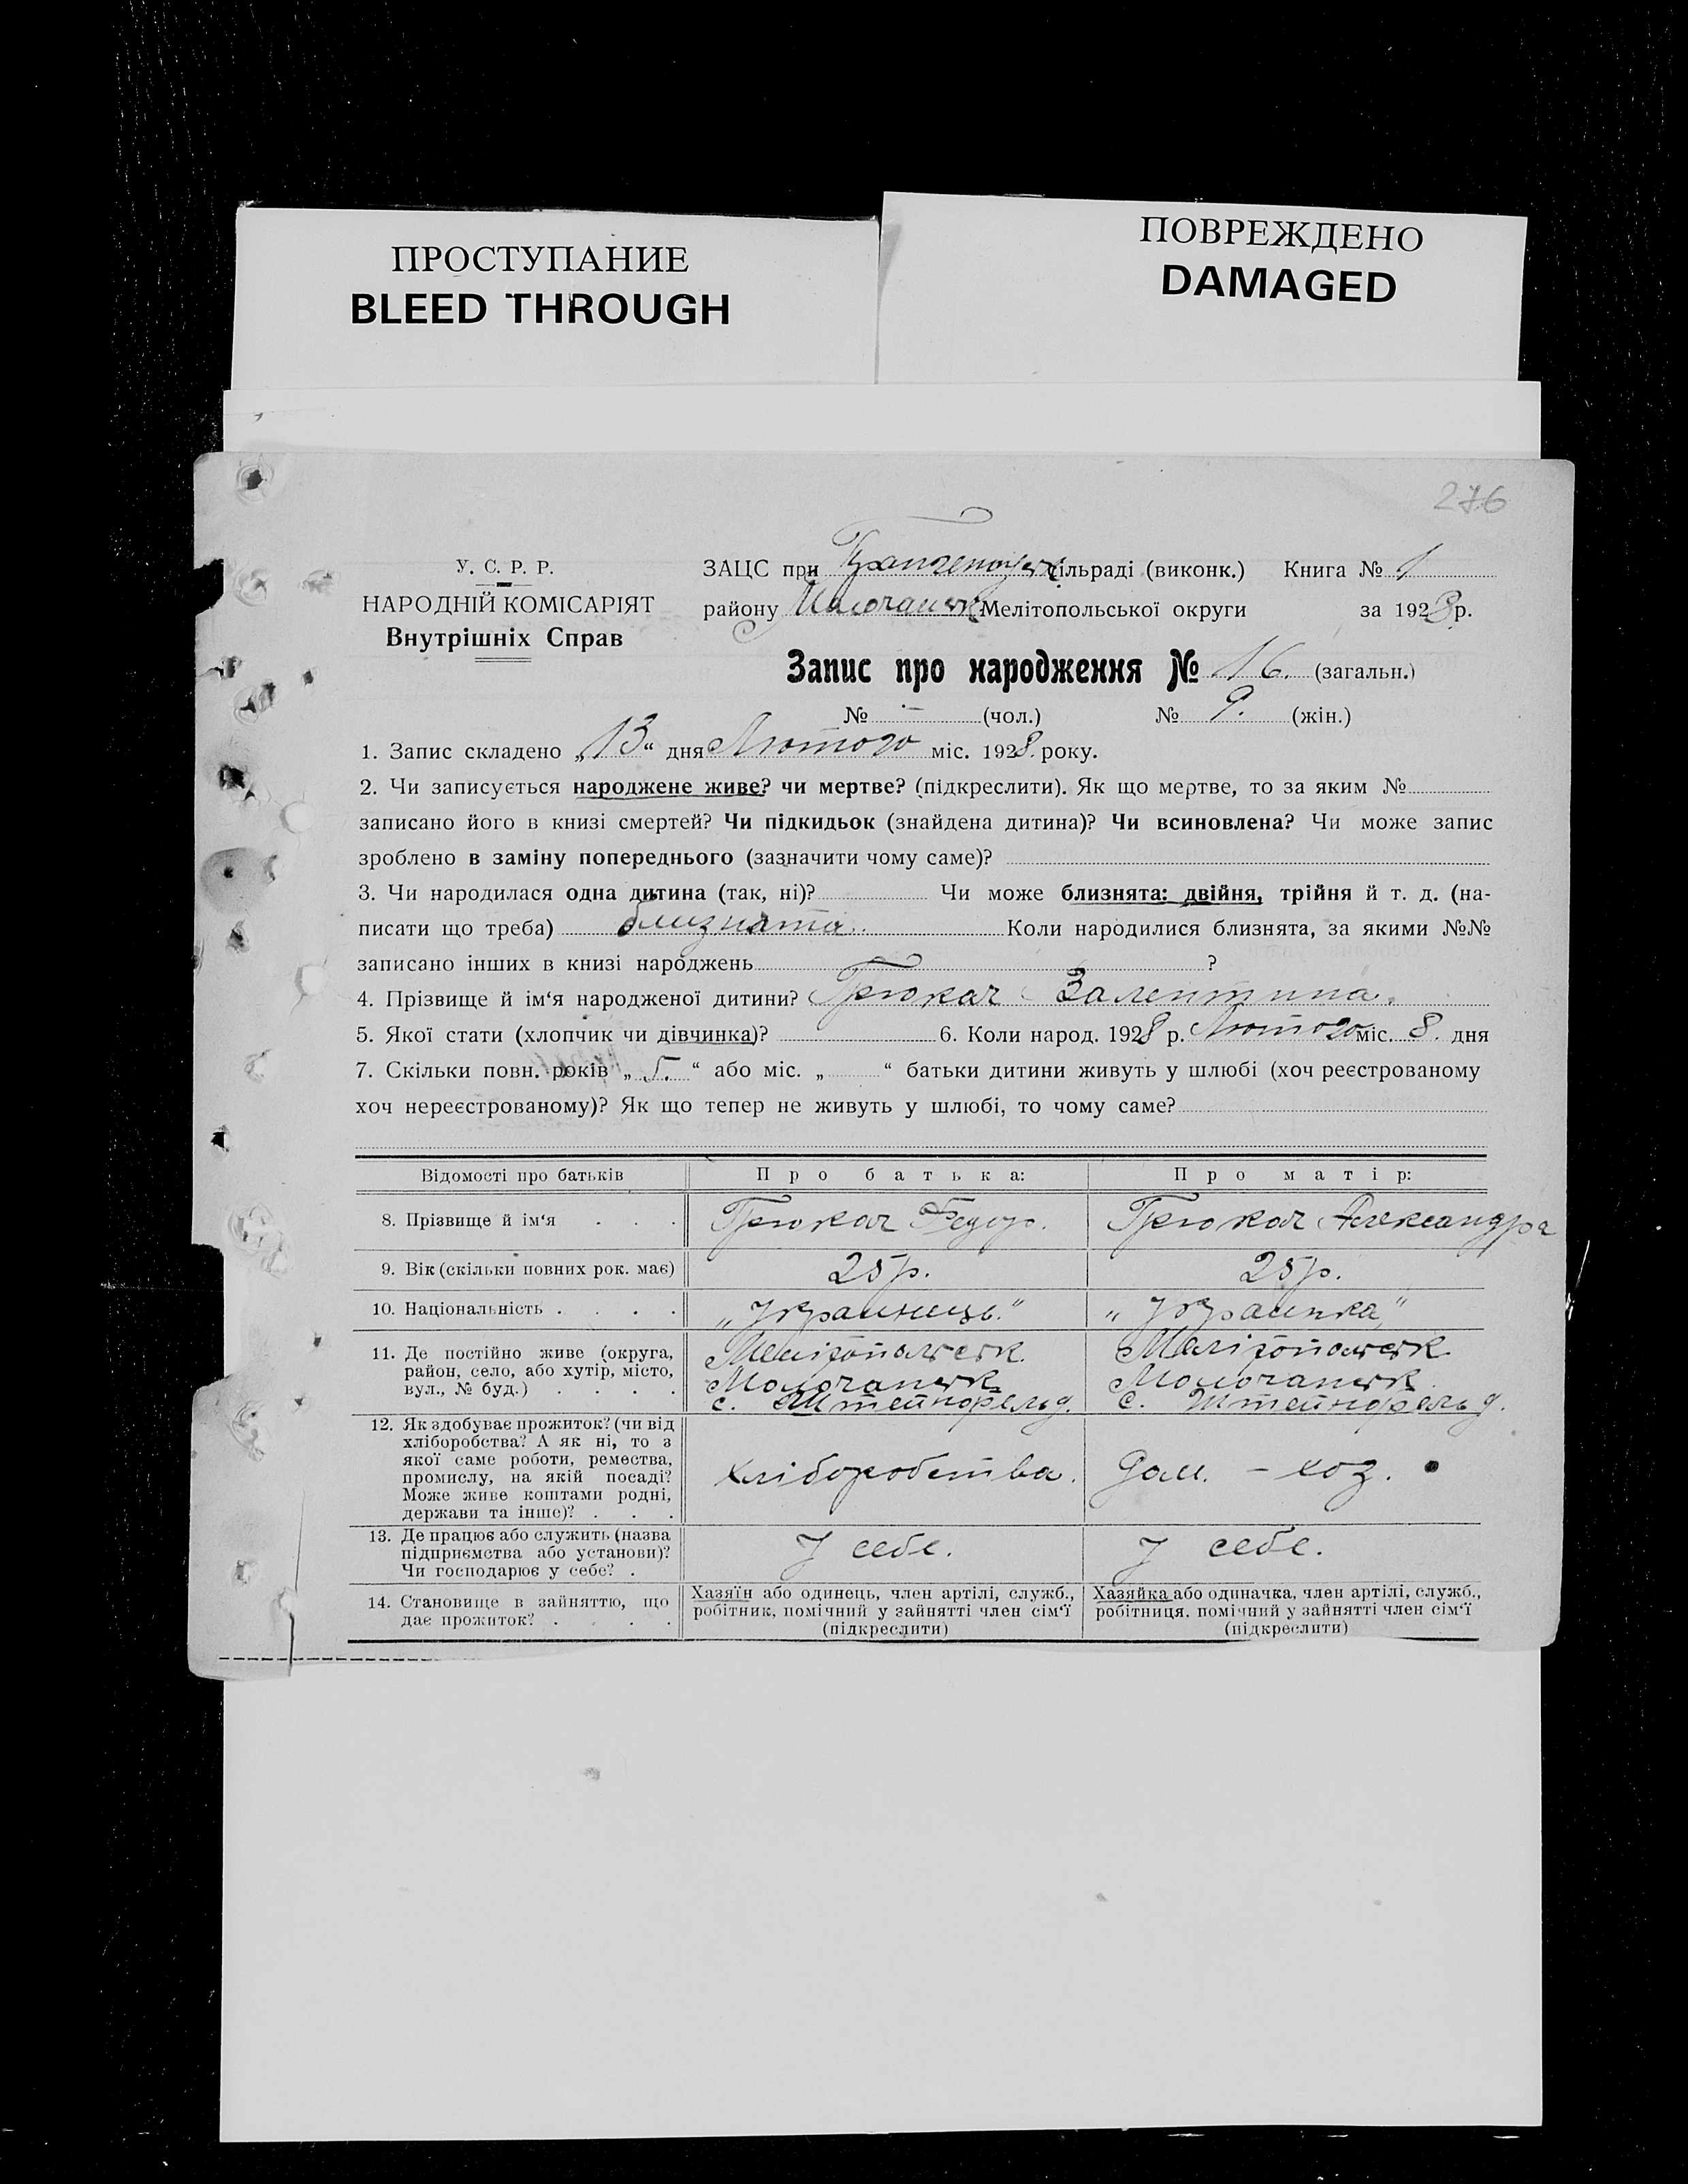 ПРОСТУПАНИЕ
BLEED THROUGH
ПОВРЕЖДЕНО
DAMAGED
276
У. С. Р. Р.
НАРОДНІЙ КОМІСАРІЯТ
Внутрішніх Справ
ЗАЦС при сільраді (виконк.) Книга № 1
району Молочанськ Мелітопольської округи за 1928 р.
Запис про народження № 16. (загальн.)
№ - (чол.) № 9. (жін.)
1. Запис складено „13“ дня Лютого міс. 1928. року.
2. Чи записується народжене живе? чи мертве? (підкреслити). Як що мертве, то за яким №
записано його в книзі смертей? Чи підкидьок (знайдена дитина)? Чи всиновлена? Чи може запис
зроблено в заміну попереднього (зазначити чому саме)?
3. Чи народилася одна дитина (так, ні)? Чи може близнята: двійня, трійня й т. д. (на-
писати що треба) близнята. Коли народилися близнята, за якими №№
записано інших в книзі народжень ?
4. Прізвище й ім‘я народженої дитини? Грюкач Валентина.
5. Якої стати (хлопчик чи дівчинка)? 6. Коли народ. 1928 р. Лютого міс. 8. дня
7. Скільки повн. років „ 5. “ або міс. „ “ батьки дитини живуть у шлюбі (хоч реєстрованому
хоч нереєстрованому)? Як що тепер не живуть у шлюбі, то чому саме?
Відомості про батьків Про батька: Про матір:
8. Прізвище й ім‘я . . . Грюкач Федор. Грюкач Александра
9. Вік (скільки повних рок. має) 25 р. 25 р.
10. Національність . . . . „Українець.“ „Украинка“
11. Де постійно живе (округа, район, село, або хутір, місто, вул., № буд.) . . . .
Мелітопольськ.
Молочанськ
с. Штейнфельд.
Мелітопольськ
Молочанськ
с. Штейнфельд.
12. Як здобуває прожиток? (чи від хліборобства? А як ні, то з якої саме роботи, ремества, промислу, на якій посаді? Може живе коштами родні, держави та інше)? . . .
хліборобства. Дом. - хоз.
13. Де працює або служить (назва підприємства або установи)? Чи господарює у себе? .
У себе. У себе.
14. Становище в зайняттю, що дає прожиток? . . . .
Хазяїн або одинець, член артілі, служб., робітник, помічний у зайнятті член сім‘ї (підкреслити)
Хазяйка або одиначка, член артілі, служб., робітниця, помічний у зайнятті член сім‘ї (підкреслити)